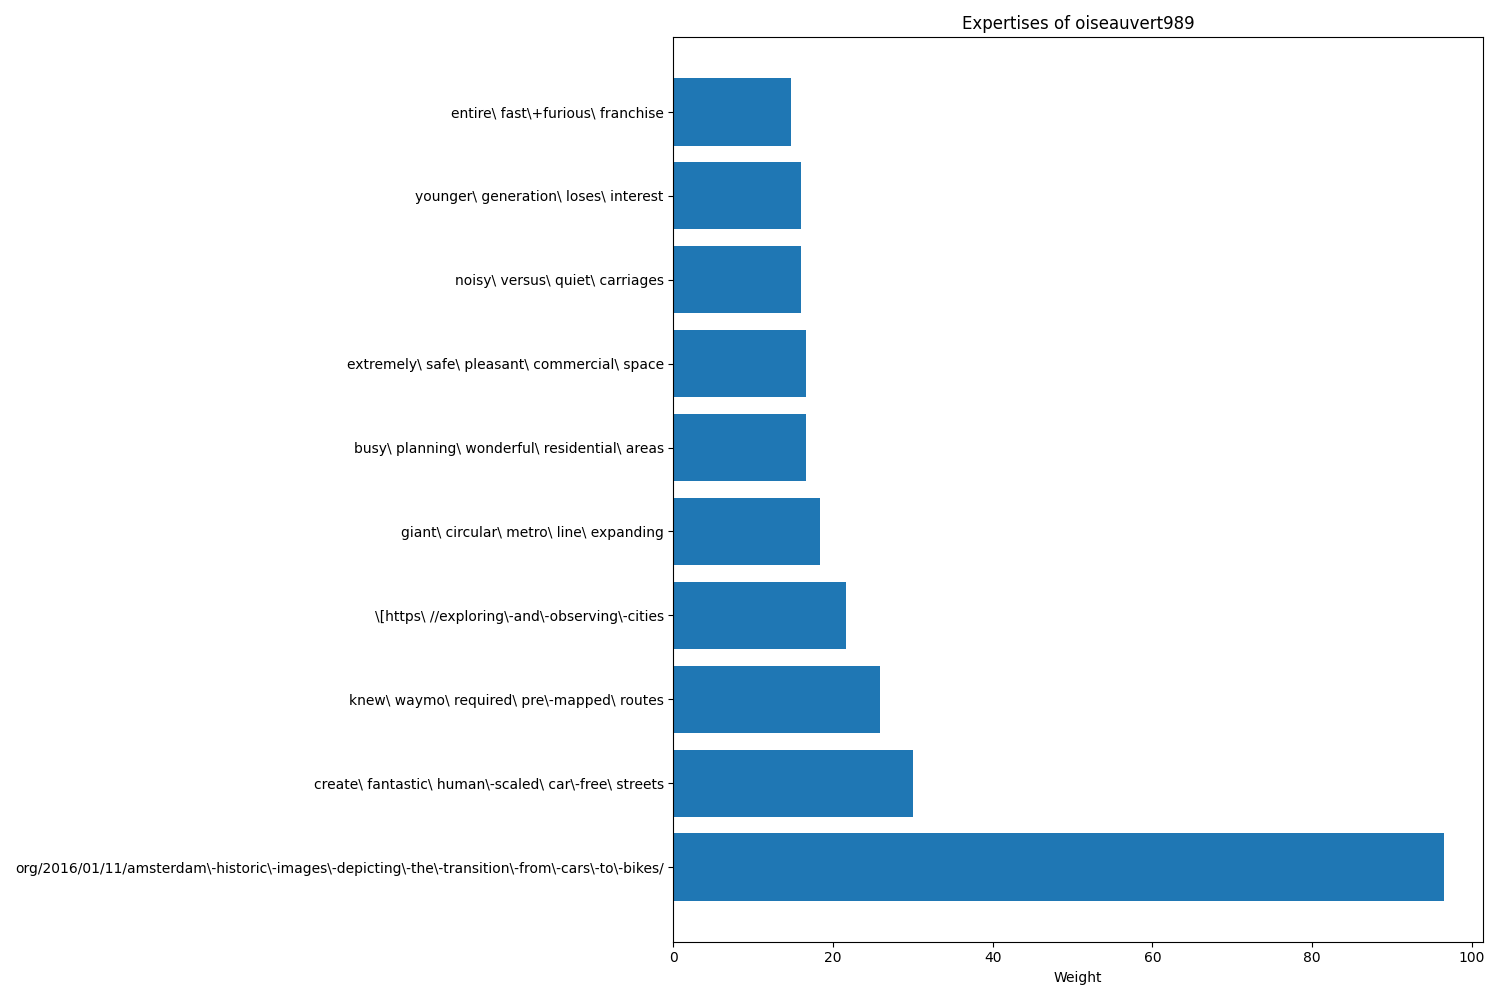 Expertises of oiseauvert989
entire\ fast\+furious\ franchise
younger\ generation\ loses\ interest
noisy\ versus\ quiet\ carriages
extremely\ safe\ pleasant\ commercial\ space
busy\ planning\ wonderful\ residential\ areas
giant\ circular\ metro\ line\ expanding
\[https\ //exploring\-and\-observing\-cities
knew\ waymo\ required\ pre\-mapped\ routes
create\ fantastic\ human\-scaled\ car\-free\ streets
org/2016/01/11/amsterdam\-historic\-images\-depicting\-the\-transition\-from\-cars\-to\-bikes/
0 20 40 60 80 100
Weight